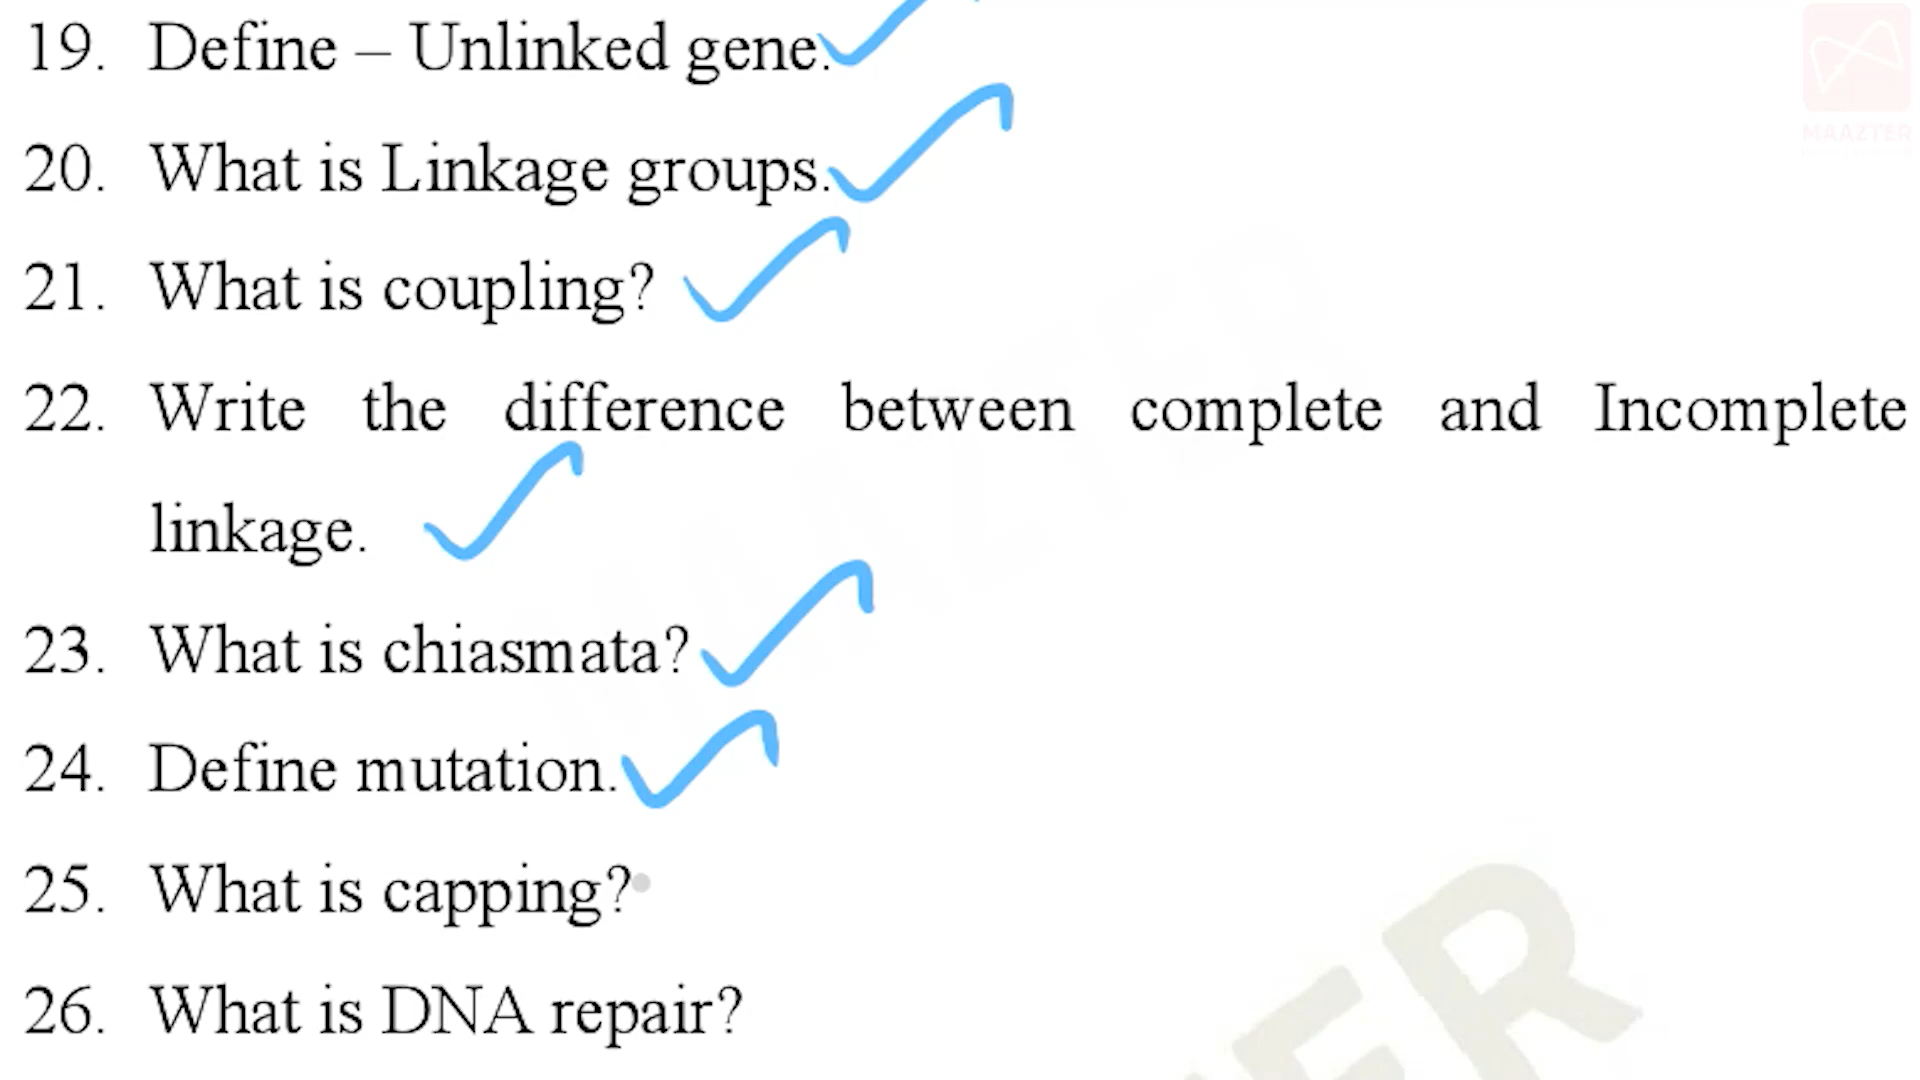 19. Define – Unlinked gene.
MAAZTER
20. What is Linkage groups.
21. What is coupling?
22. Write the difference between complete and Incomplete
linkage.
23. What is chiasmata?
24. Define mutation.
25. What is capping?
26. What is DNA repair?